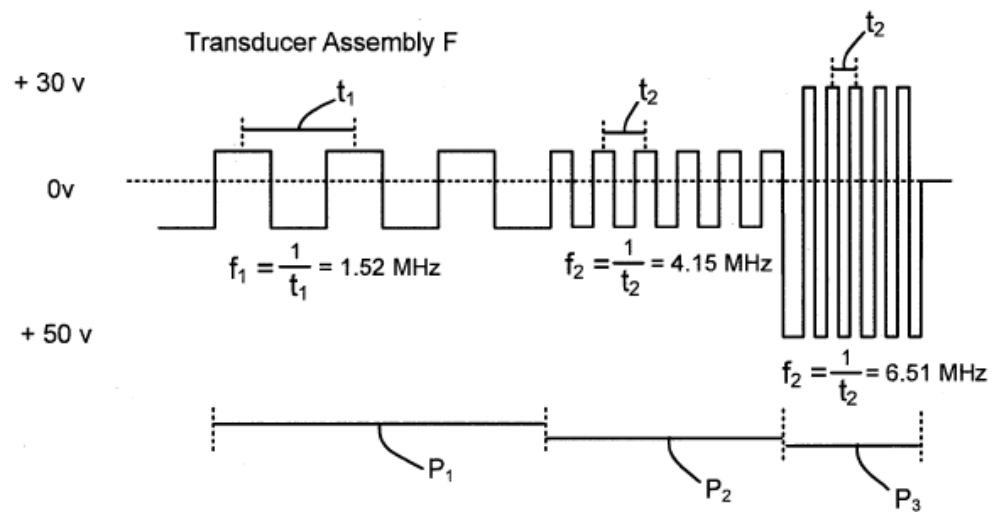 Transducer Assembly F
+ 30 v
t₁
t₂
t₂
0v
f₁ = 1/t₁ = 1.52 MHz
f₂ = 1/t₂ = 4.15 MHz
+ 50 v
f₂ = 1/t₂ = 6.51 MHz
P₁
P₂
P₃